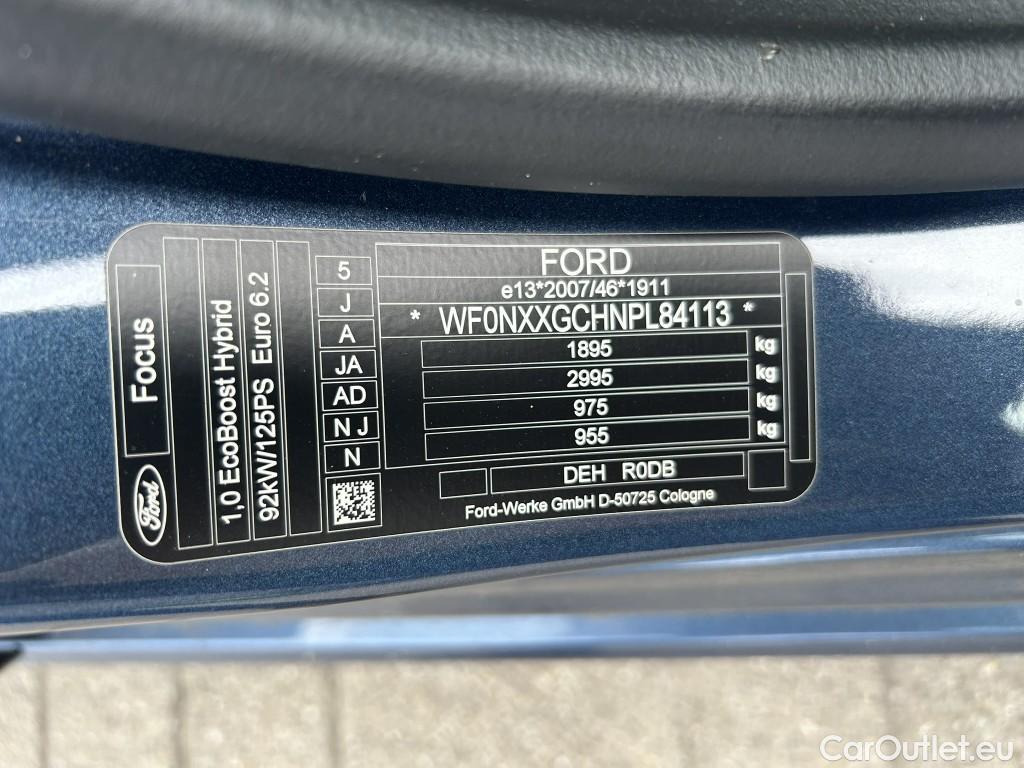 Focus
Ford
1,0 EcoBoost Hybrid
92kW/125PS Euro 6.2
5
J
A
JA
AD
N J
N
FORD
e13*2007/46*1911
* WF0NXXGCHNPL84113 *
1895 kg
2995 kg
975 kg
955 kg
DEH R0DB
Ford-Werke GmbH D-50725 Cologne
CarOutlet.eu